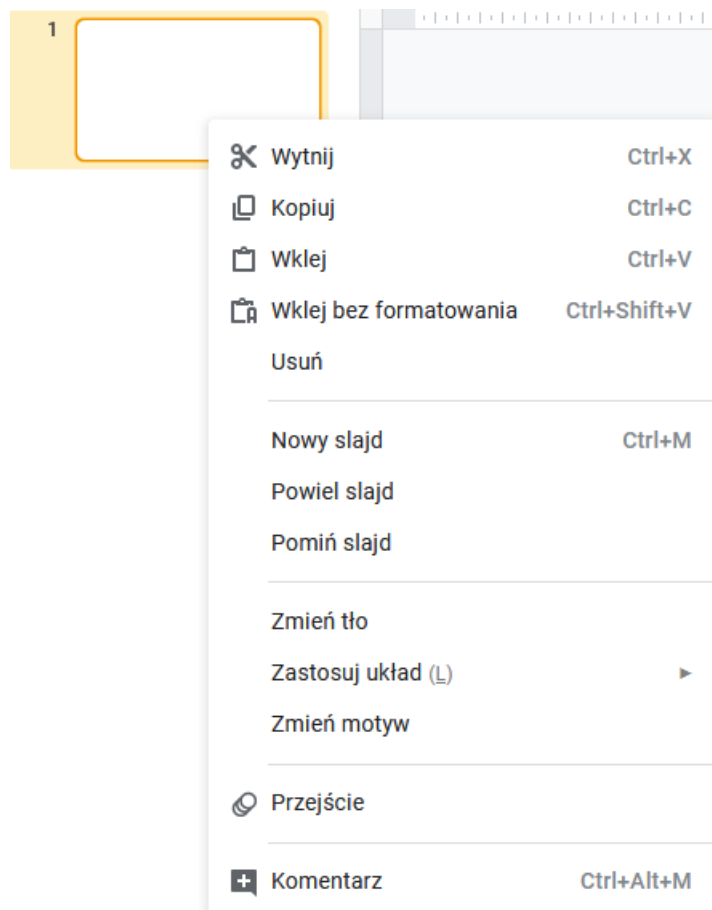 1
Wytnij Ctrl+X
Kopiuj Ctrl+C
Wklej Ctrl+V
Wklej bez formatowania Ctrl+Shift+V
Usuń
Nowy slajd Ctrl+M
Powiel slajd
Pomiń slajd
Zmień tło
Zastosuj układ (L) ►
Zmień motyw
Przejście
Komentarz Ctrl+Alt+M